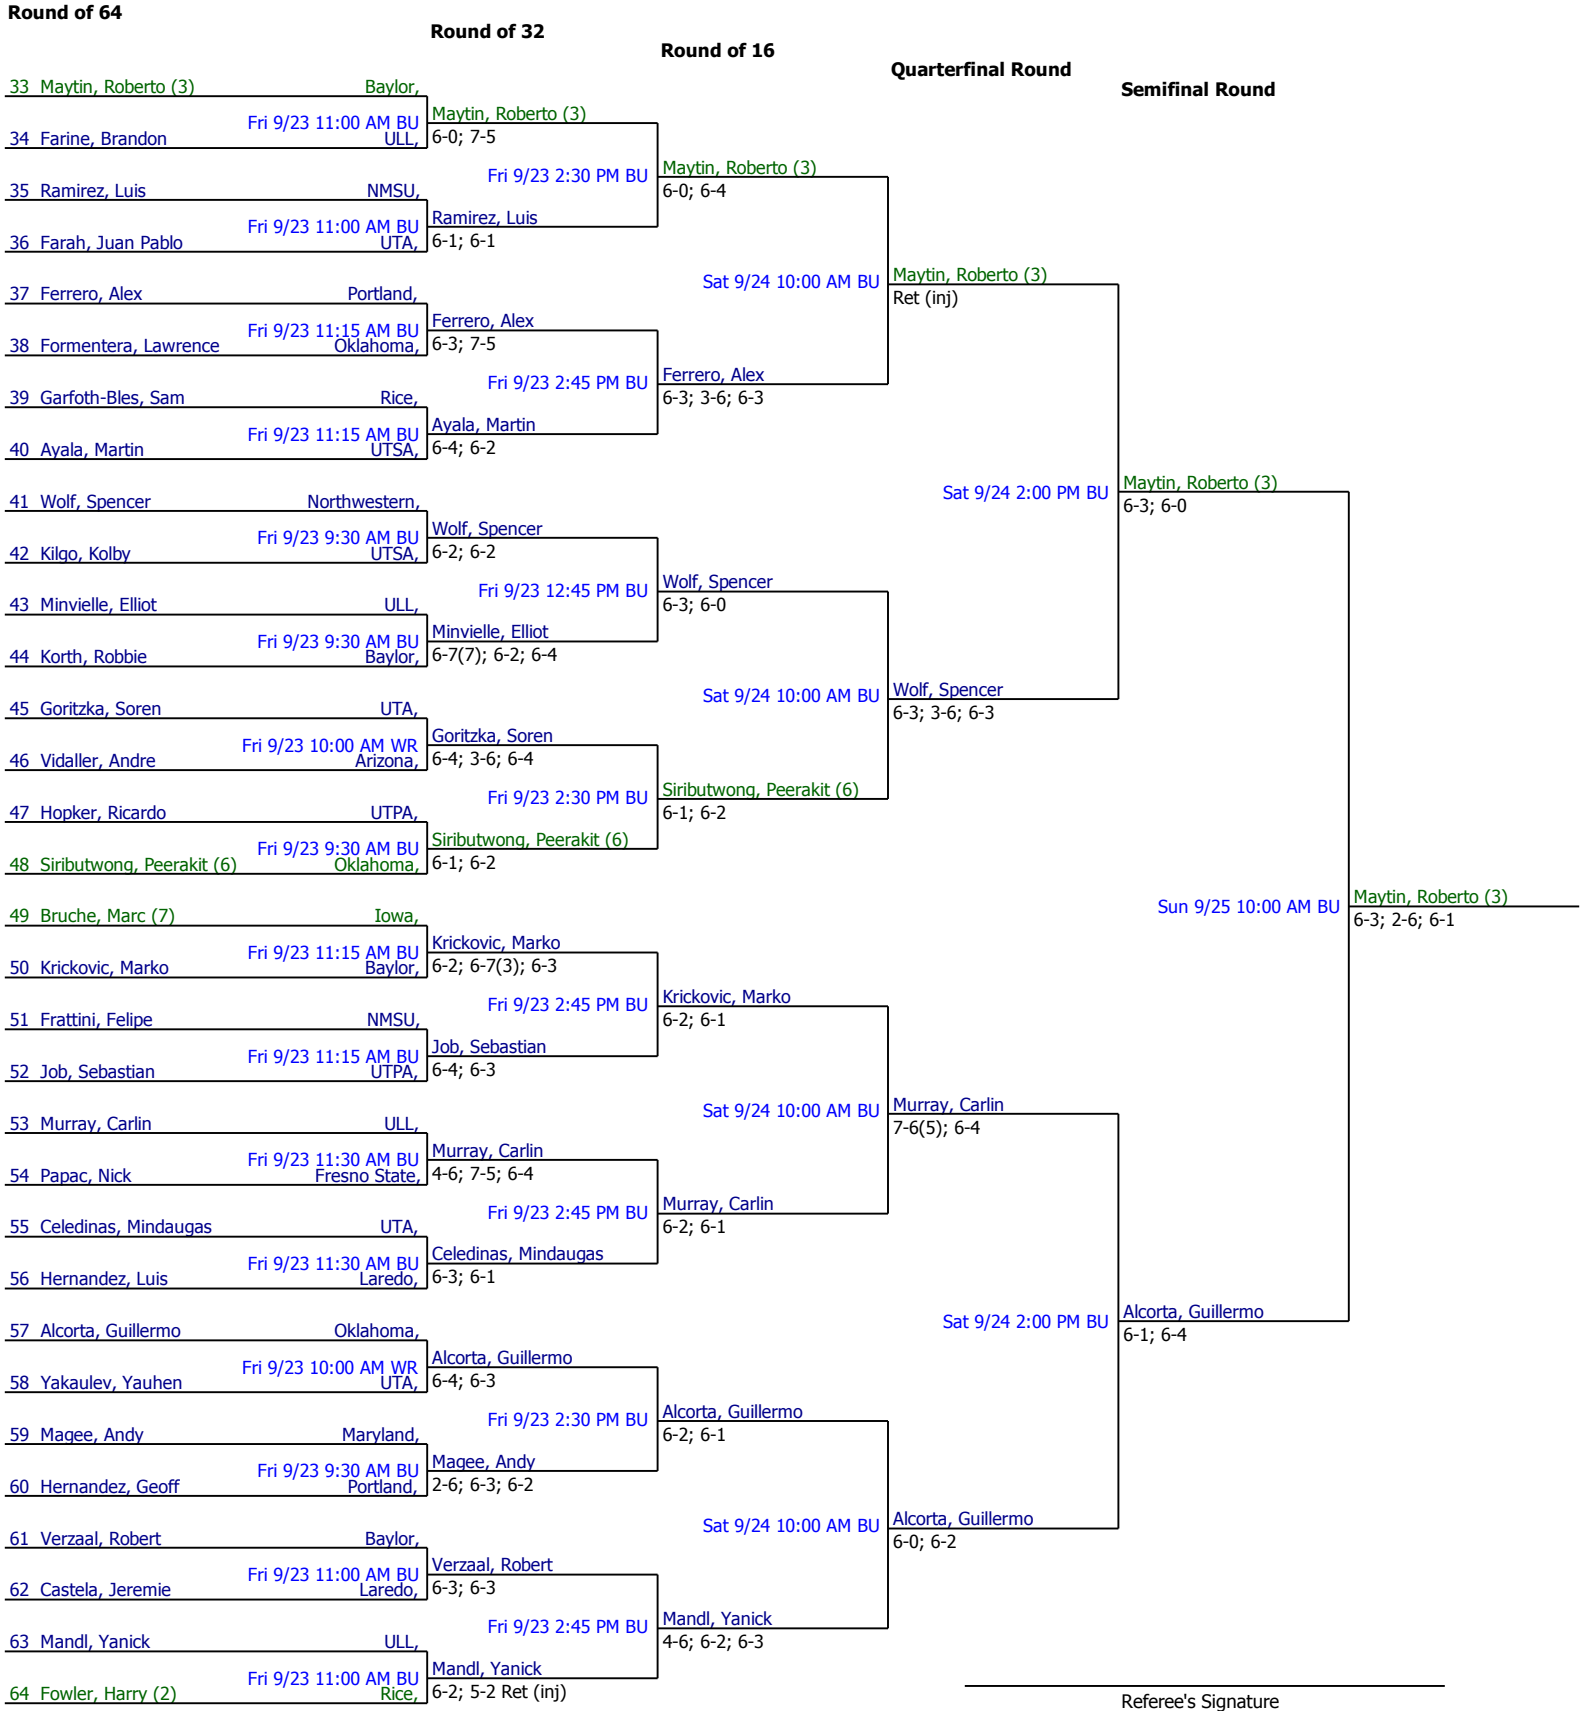 Round of 64
Round of 32
Round of 16
Quarterfinal Round
Semifinal Round
33 Maytin, Roberto (3) Baylor,
Fri 9/23 11:00 AM BU
34 Farine, Brandon ULL,
35 Ramirez, Luis NMSU,
Fri 9/23 11:00 AM BU
36 Farah, Juan Pablo UTA,
37 Ferrero, Alex Portland,
Fri 9/23 11:15 AM BU
38 Formentera, Lawrence Oklahoma,
39 Garfoth-Bles, Sam Rice,
Fri 9/23 11:15 AM BU
40 Ayala, Martin UTSA,
41 Wolf, Spencer Northwestern,
Fri 9/23 9:30 AM BU
42 Kilgo, Kolby UTSA,
43 Minvielle, Elliot ULL,
Fri 9/23 9:30 AM BU
44 Korth, Robbie Baylor,
45 Goritzka, Soren UTA,
Fri 9/23 10:00 AM WR
46 Vidaller, Andre Arizona,
47 Hopker, Ricardo UTPA,
Fri 9/23 9:30 AM BU
48 Siributwong, Peerakit (6) Oklahoma,
49 Bruche, Marc (7) Iowa,
Fri 9/23 11:15 AM BU
50 Krickovic, Marko Baylor,
51 Frattini, Felipe NMSU,
Fri 9/23 11:15 AM BU
52 Job, Sebastian UTPA,
53 Murray, Carlin ULL,
Fri 9/23 11:30 AM BU
54 Papac, Nick Fresno State,
55 Celedinas, Mindaugas UTA,
Fri 9/23 11:30 AM BU
56 Hernandez, Luis Laredo,
57 Alcorta, Guillermo Oklahoma,
Fri 9/23 10:00 AM WR
58 Yakaulev, Yauhen UTA,
59 Magee, Andy Maryland,
Fri 9/23 9:30 AM BU
60 Hernandez, Geoff Portland,
61 Verzaal, Robert Baylor,
Fri 9/23 11:00 AM BU
62 Castela, Jeremie Laredo,
63 Mandl, Yanick ULL,
Fri 9/23 11:00 AM BU
64 Fowler, Harry (2) Rice,
Maytin, Roberto (3)
6-0; 7-5
Fri 9/23 2:30 PM BU
Ramirez, Luis
6-1; 6-1
Ferrero, Alex
6-3; 7-5
Fri 9/23 2:45 PM BU
Ayala, Martin
6-4; 6-2
Wolf, Spencer
6-2; 6-2
Fri 9/23 12:45 PM BU
Minvielle, Elliot
6-7(7); 6-2; 6-4
Goritzka, Soren
6-4; 3-6; 6-4
Fri 9/23 2:30 PM BU
Siributwong, Peerakit (6)
6-1; 6-2
Krickovic, Marko
6-2; 6-7(3); 6-3
Fri 9/23 2:45 PM BU
Job, Sebastian
6-4; 6-3
Murray, Carlin
4-6; 7-5; 6-4
Fri 9/23 2:45 PM BU
Celedinas, Mindaugas
6-3; 6-1
Alcorta, Guillermo
6-4; 6-3
Fri 9/23 2:30 PM BU
Magee, Andy
2-6; 6-3; 6-2
Verzaal, Robert
6-3; 6-3
Fri 9/23 2:45 PM BU
Mandl, Yanick
6-2; 5-2 Ret (inj)
Maytin, Roberto (3)
6-0; 6-4
Sat 9/24 10:00 AM BU
Ferrero, Alex
6-3; 3-6; 6-3
Wolf, Spencer
6-3; 6-0
Sat 9/24 10:00 AM BU
Siributwong, Peerakit (6)
6-1; 6-2
Krickovic, Marko
6-2; 6-1
Sat 9/24 10:00 AM BU
Murray, Carlin
6-2; 6-1
Alcorta, Guillermo
6-2; 6-1
Sat 9/24 10:00 AM BU
Mandl, Yanick
4-6; 6-2; 6-3
Maytin, Roberto (3)
Ret (inj)
Sat 9/24 2:00 PM BU
Wolf, Spencer
6-3; 3-6; 6-3
Murray, Carlin
7-6(5); 6-4
Sat 9/24 2:00 PM BU
Alcorta, Guillermo
6-0; 6-2
Maytin, Roberto (3)
6-3; 6-0
Sun 9/25 10:00 AM BU
Alcorta, Guillermo
6-1; 6-4
Maytin, Roberto (3)
6-3; 2-6; 6-1
Referee's Signature